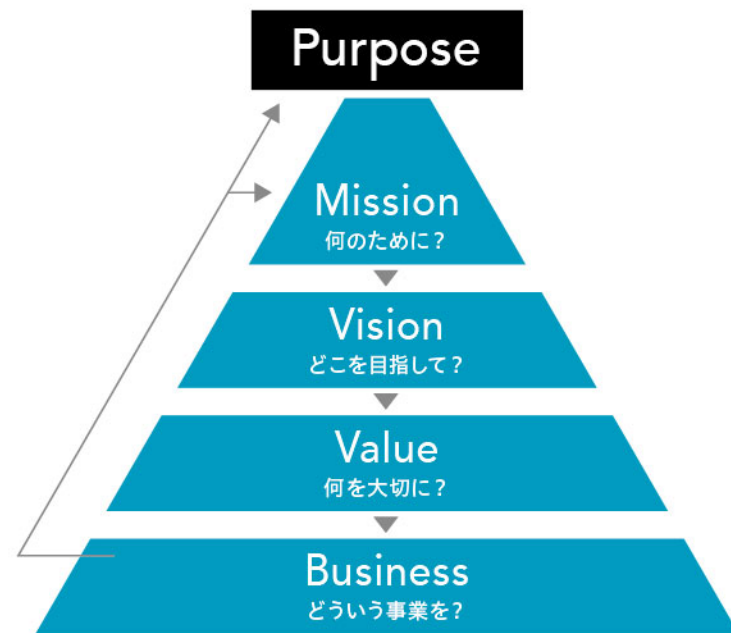 Purpose
Mission
何のために？
Vision
どこを目指して？
Value
何を大切に？
Business
どういう事業を？